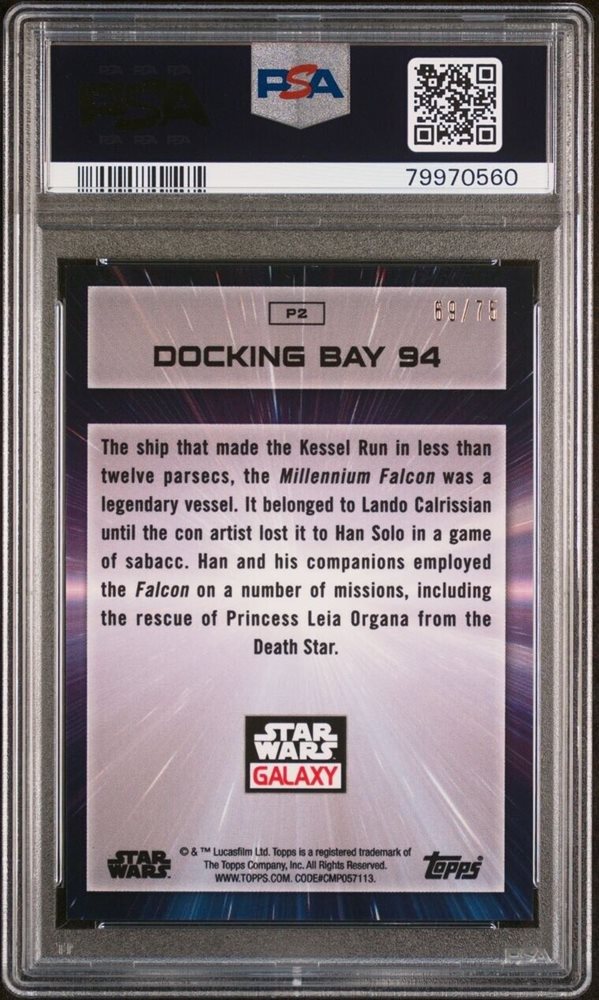 PSA
79970560
P2
69/75
DOCKING BAY 94
The ship that made the Kessel Run in less than
twelve parsecs, the Millennium Falcon was a
legendary vessel. It belonged to Lando Calrissian
until the con artist lost it to Han Solo in a game
of sabacc. Han and his companions employed
the Falcon on a number of missions, including
the rescue of Princess Leia Organa from the
Death Star.
STAR
WARS
GALAXY
STAR
WARS
© & ™ Lucasfilm Ltd. Topps is a registered trademark of
The Topps Company, Inc. All Rights Reserved.
WWW.TOPPS.COM. CODE#CMP057113.
Topps
PSA